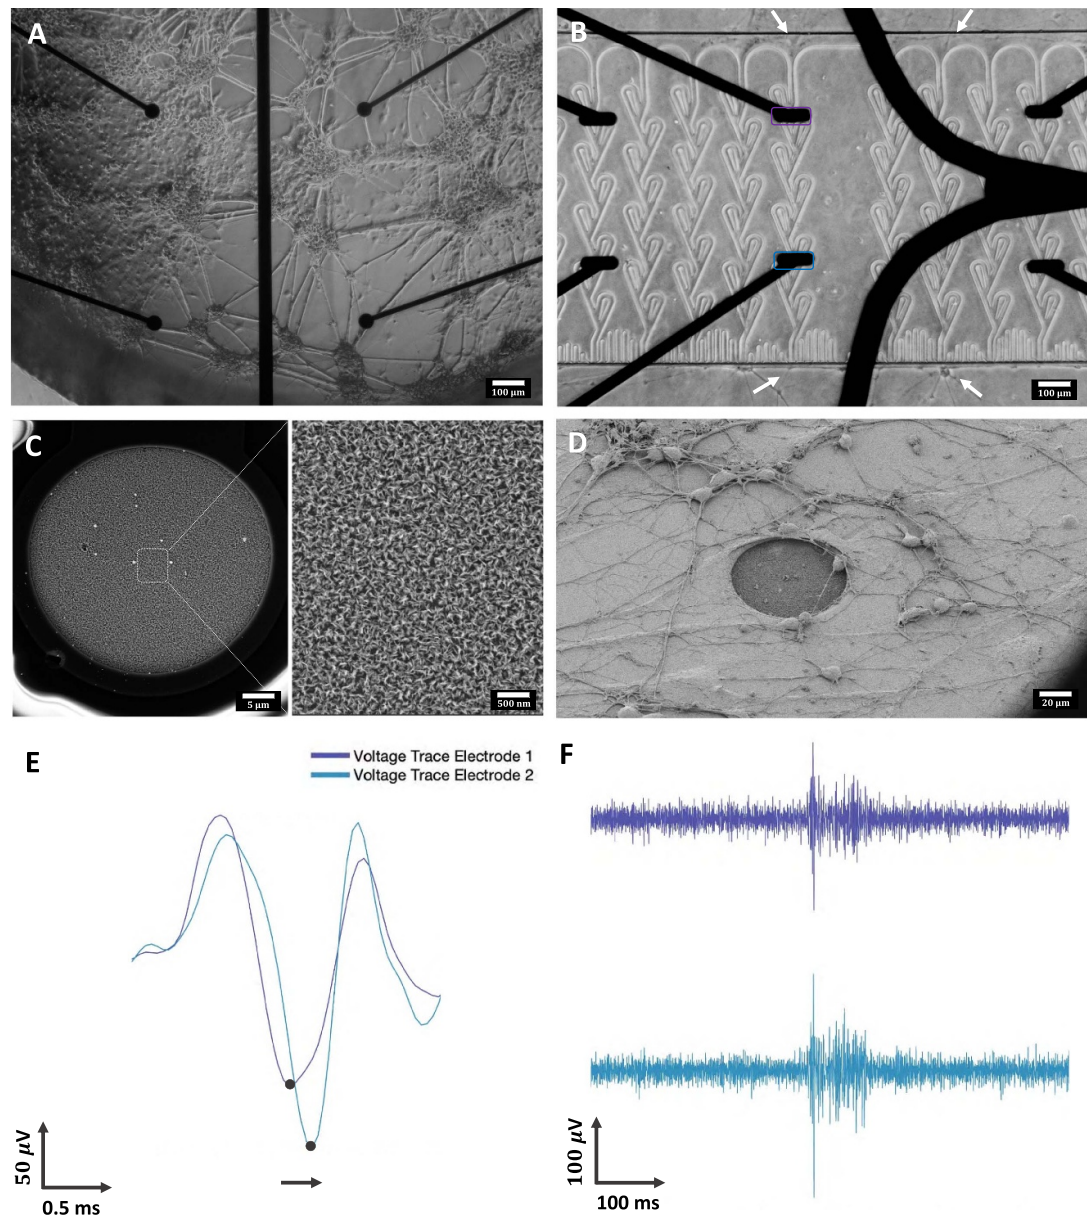 A
B
100 μm
100 μm
C
D
5 μm
500 nm
20 μm
E
Voltage Trace Electrode 1
Voltage Trace Electrode 2
F
50 μV
0.5 ms
100 μV
100 ms